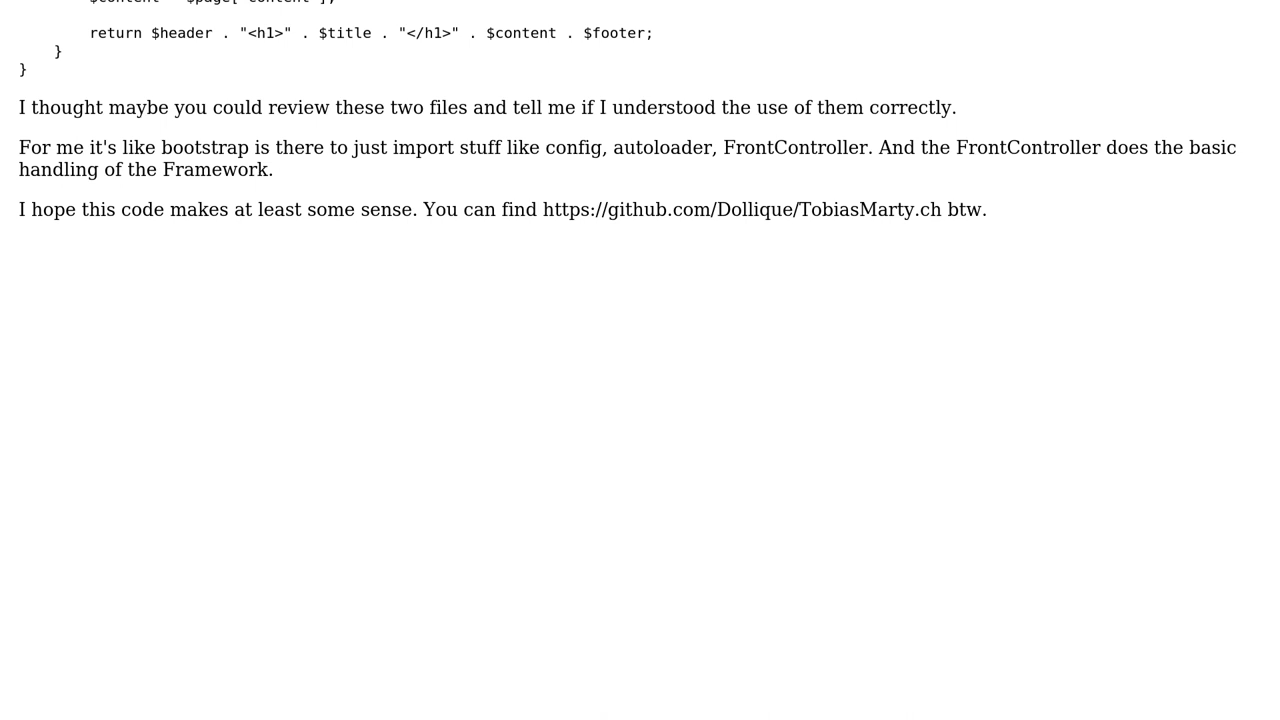 $content = $page['content'];
return $header . "<h1>" . $title . "</h1>" . $content . $footer;
}
}
I thought maybe you could review these two files and tell me if I understood the use of them correctly.
For me it's like bootstrap is there to just import stuff like config, autoloader, FrontController. And the FrontController does the basic
handling of the Framework.
I hope this code makes at least some sense. You can find https://github.com/Dollique/TobiasMarty.ch btw.